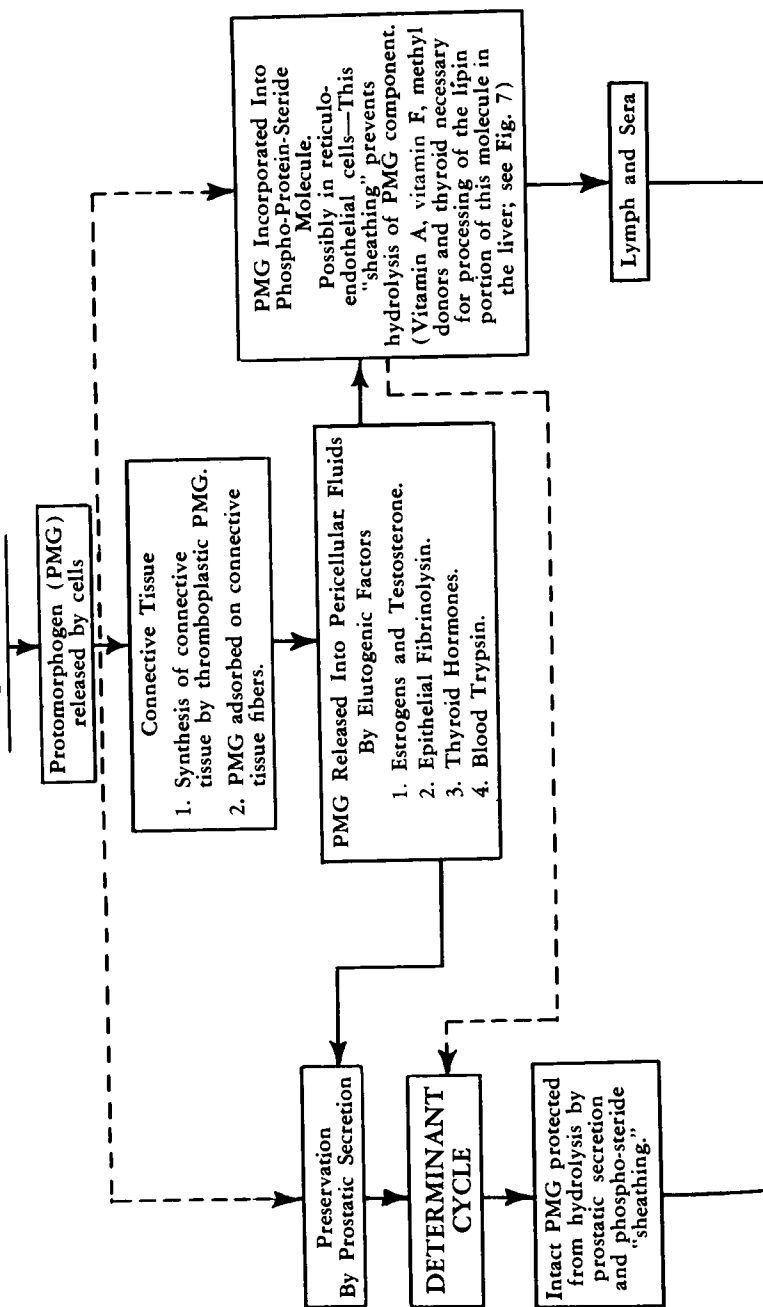 Protomorphogen (PMG)
released by cells
Connective Tissue
1. Synthesis of connective
tissue by thromboplastic PMG.
2. PMG adsorbed on connective
tissue fibers.
PMG Released Into Pericellular Fluids
By Elutogenic Factors
1. Estrogens and Testosterone.
2. Epithelial Fibrinolysin.
3. Thyroid Hormones.
4. Blood Trypsin.
PMG Incorporated Into
Phospho-Protein-Steride
Molecule.
Possibly in reticulo-
endothelial cells—This
"sheathing" prevents
hydrolysis of PMG component.
(Vitamin A, vitamin F, methyl
donors and thyroid necessary
for processing of the lipin
portion of this molecule in
the liver; see Fig. 7)
Lymph and Sera
Preservation
By Prostatic Secretion
DETERMINANT
CYCLE
Intact PMG protected
from hydrolysis by
prostatic secretion
and phospho-steride
"sheathing."